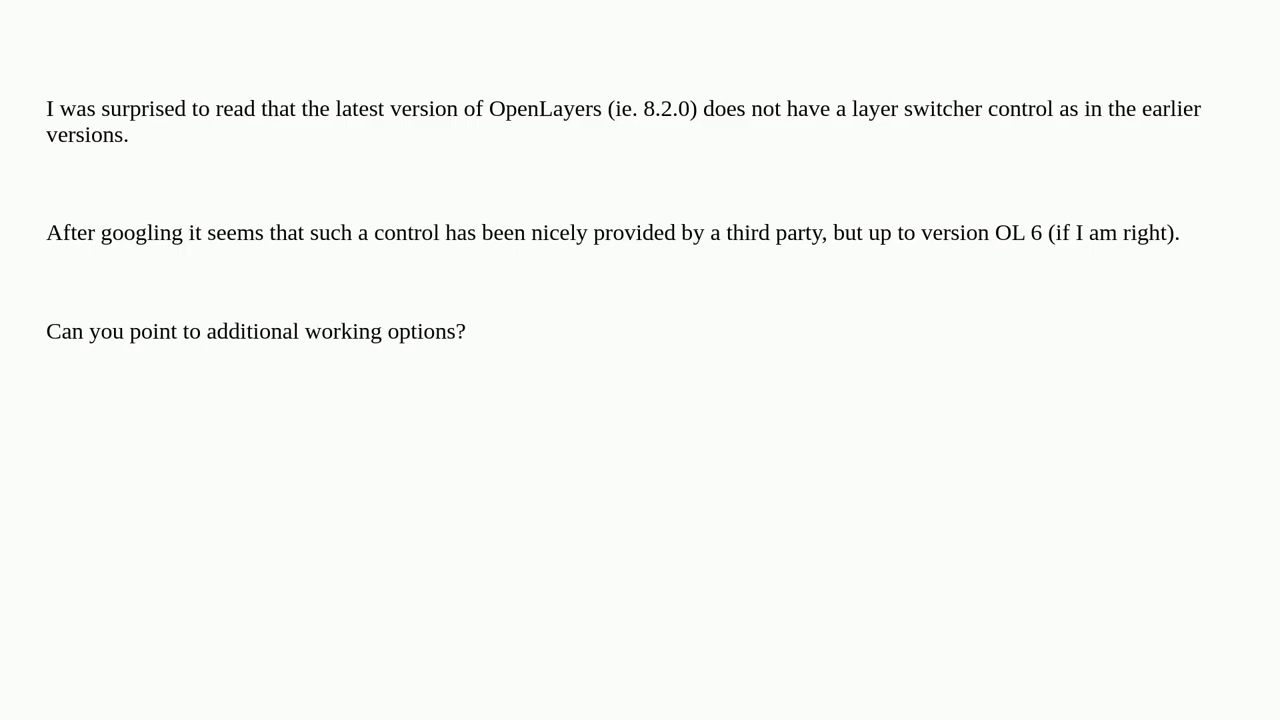 I was surprised to read that the latest version of OpenLayers (ie. 8.2.0) does not have a layer switcher control as in the earlier
versions.
After googling it seems that such a control has been nicely provided by a third party, but up to version OL 6 (if I am right).
Can you point to additional working options?